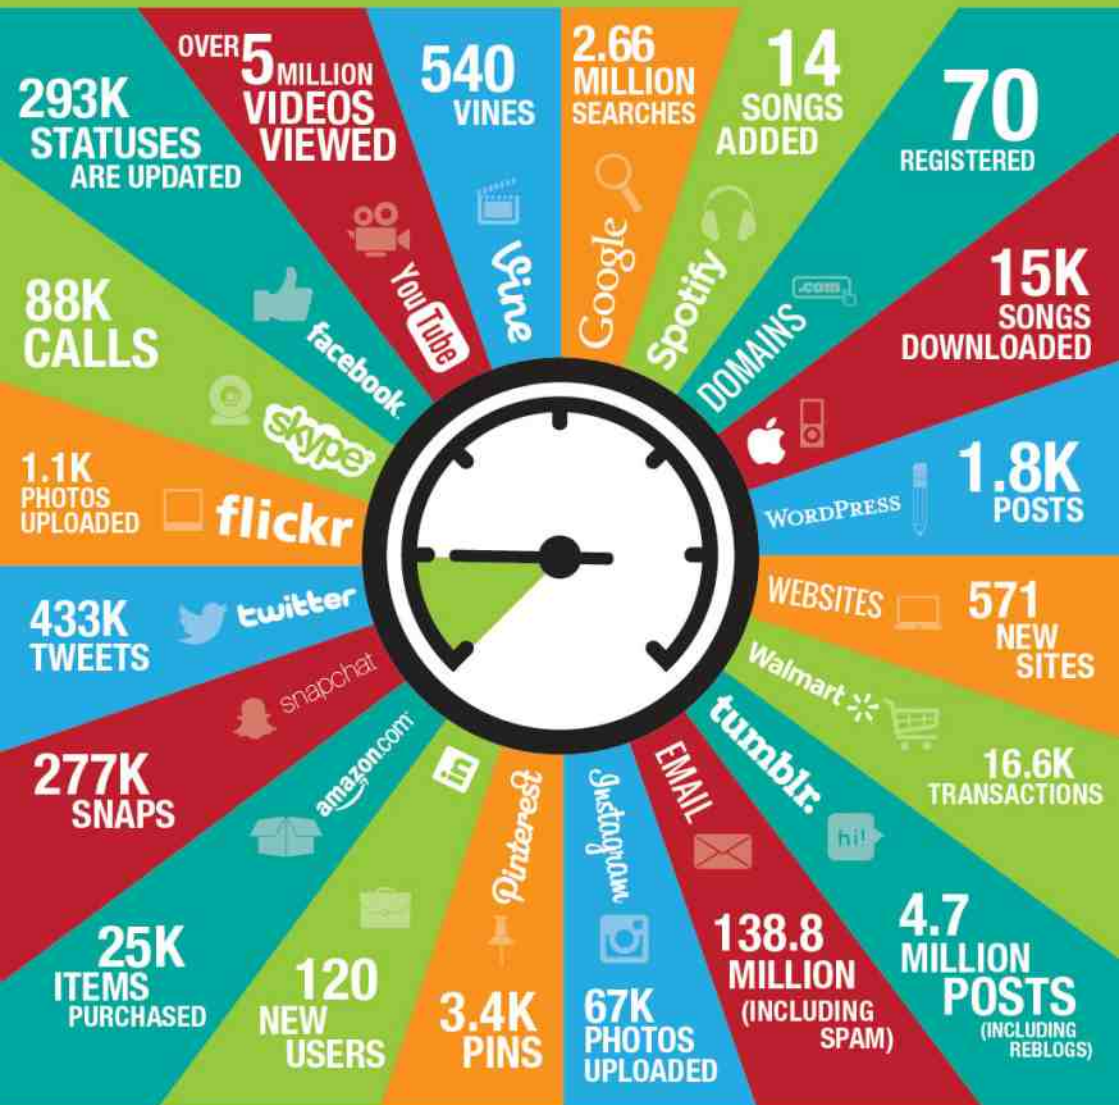 293K
STATUSES
ARE UPDATED
facebook
OVER 5 MILLION
VIDEOS
VIEWED
YouTube
540
VINES
Vine
2.66
MILLION
SEARCHES
Google
14
SONGS
ADDED
Spotify
70
REGISTERED
.com
DOMAINS
15K
SONGS
DOWNLOADED
1.8K
POSTS
WORDPRESS
571
NEW
SITES
WEBSITES
16.6K
TRANSACTIONS
Walmart
4.7
MILLION
POSTS
(INCLUDING
REBLOGS)
tumblr.
hi!
138.8
MILLION
(INCLUDING
SPAM)
EMAIL
67K
PHOTOS
UPLOADED
Instagram
3.4K
PINS
Pinterest
120
NEW
USERS
in
25K
ITEMS
PURCHASED
amazon.com
277K
SNAPS
snapchat
433K
TWEETS
twitter
1.1K
PHOTOS
UPLOADED
flickr
88K
CALLS
skype